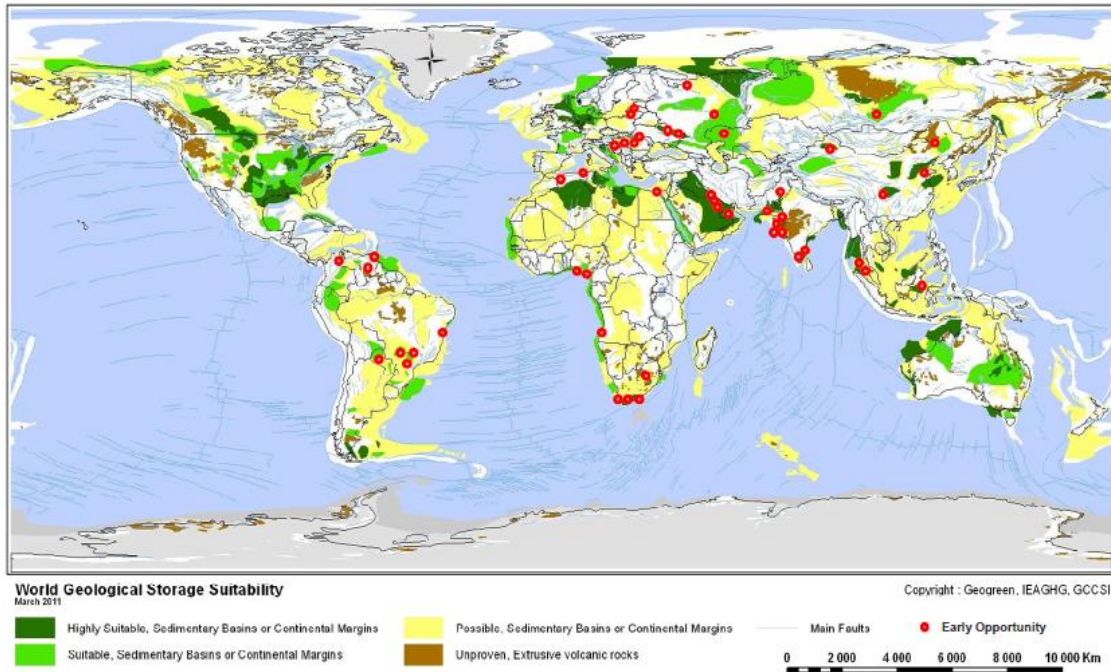 N
World Geological Storage Suitability
March 2011
Copyright : Geogreen, IEAGHG, GCCSI
Highly Suitable, Sedimentary Basins or Continental Margins
Possible, Sedimentary Basins or Continental Margins
Main Faults
Early Opportunity
Suitable, Sedimentary Basins or Continental Margins
Unproven, Extrusive volcanic rocks
0 2 000 4 000 6 000 8 000 10 000 Km